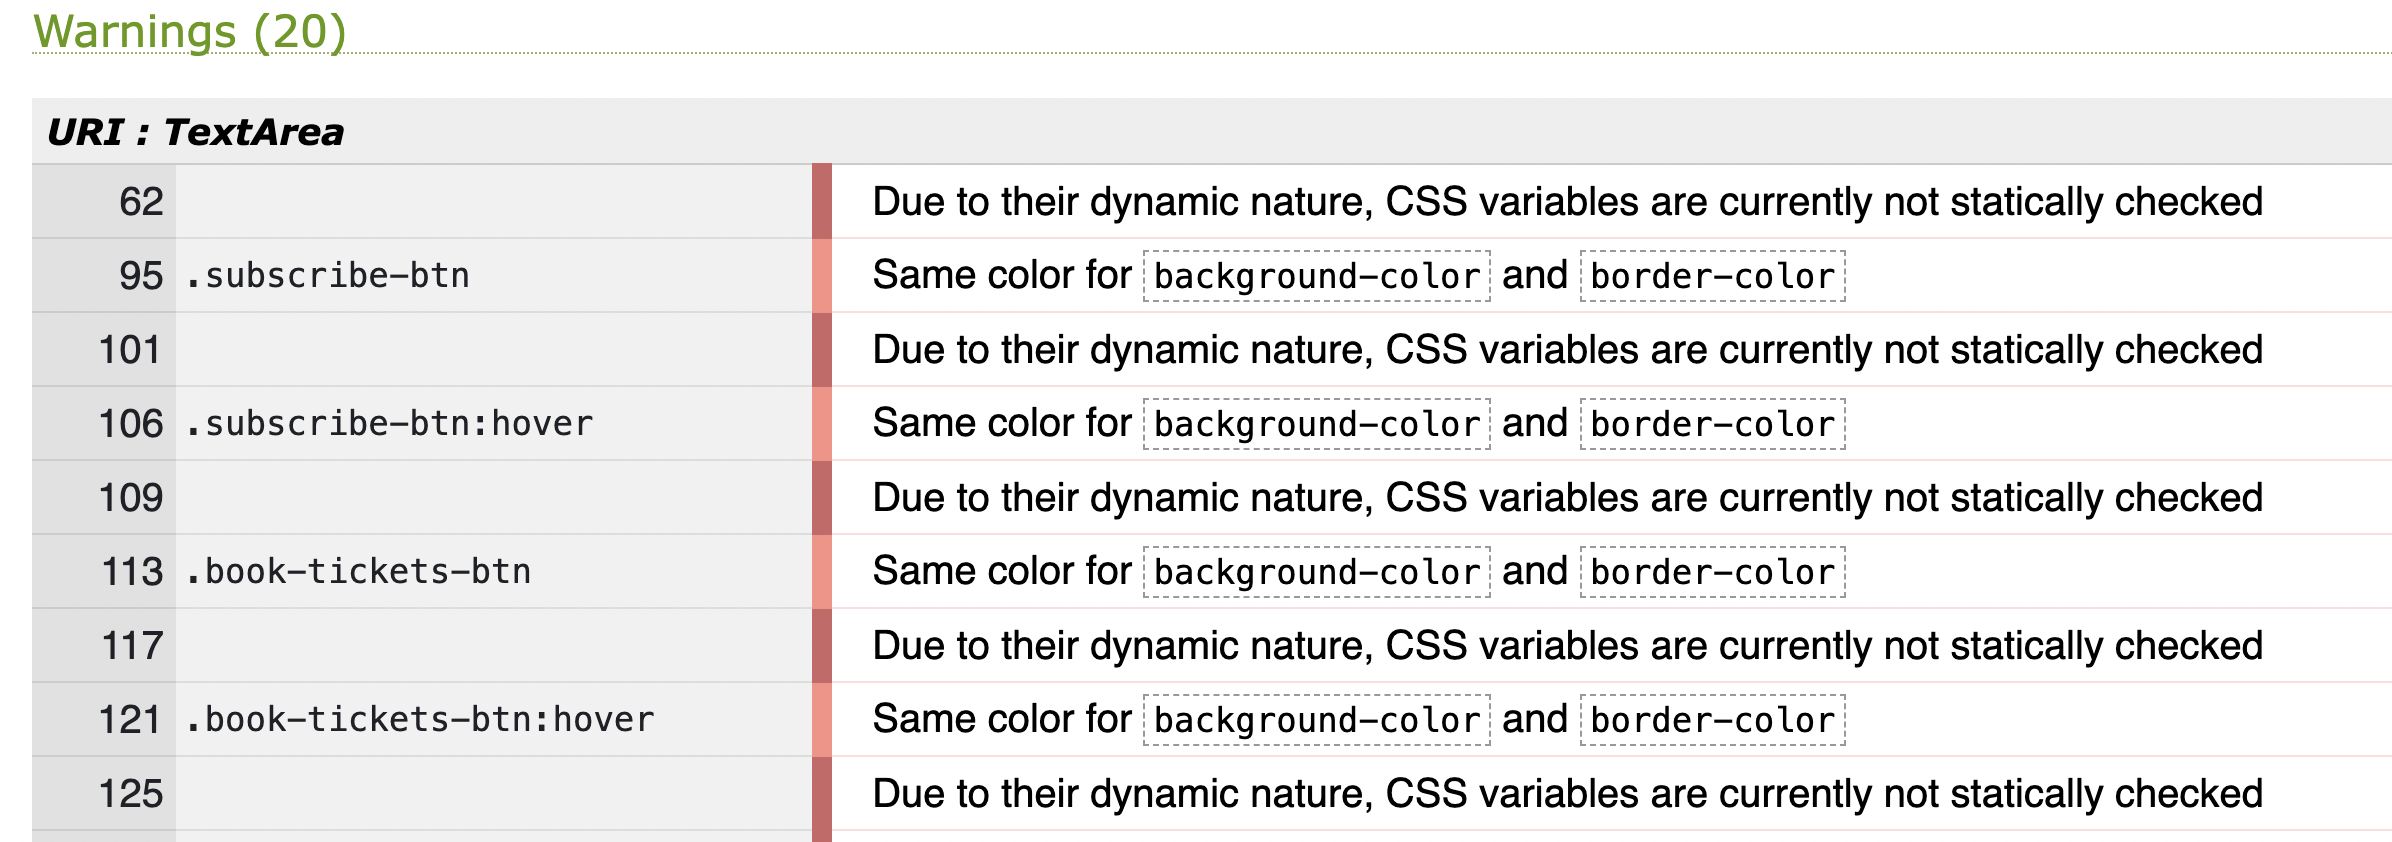 Warnings (20)
URI : TextArea
62 Due to their dynamic nature, CSS variables are currently not statically checked
95 .subscribe-btn Same color for background-color and border-color
101 Due to their dynamic nature, CSS variables are currently not statically checked
106 .subscribe-btn:hover Same color for background-color and border-color
109 Due to their dynamic nature, CSS variables are currently not statically checked
113 .book-tickets-btn Same color for background-color and border-color
117 Due to their dynamic nature, CSS variables are currently not statically checked
121 .book-tickets-btn:hover Same color for background-color and border-color
125 Due to their dynamic nature, CSS variables are currently not statically checked